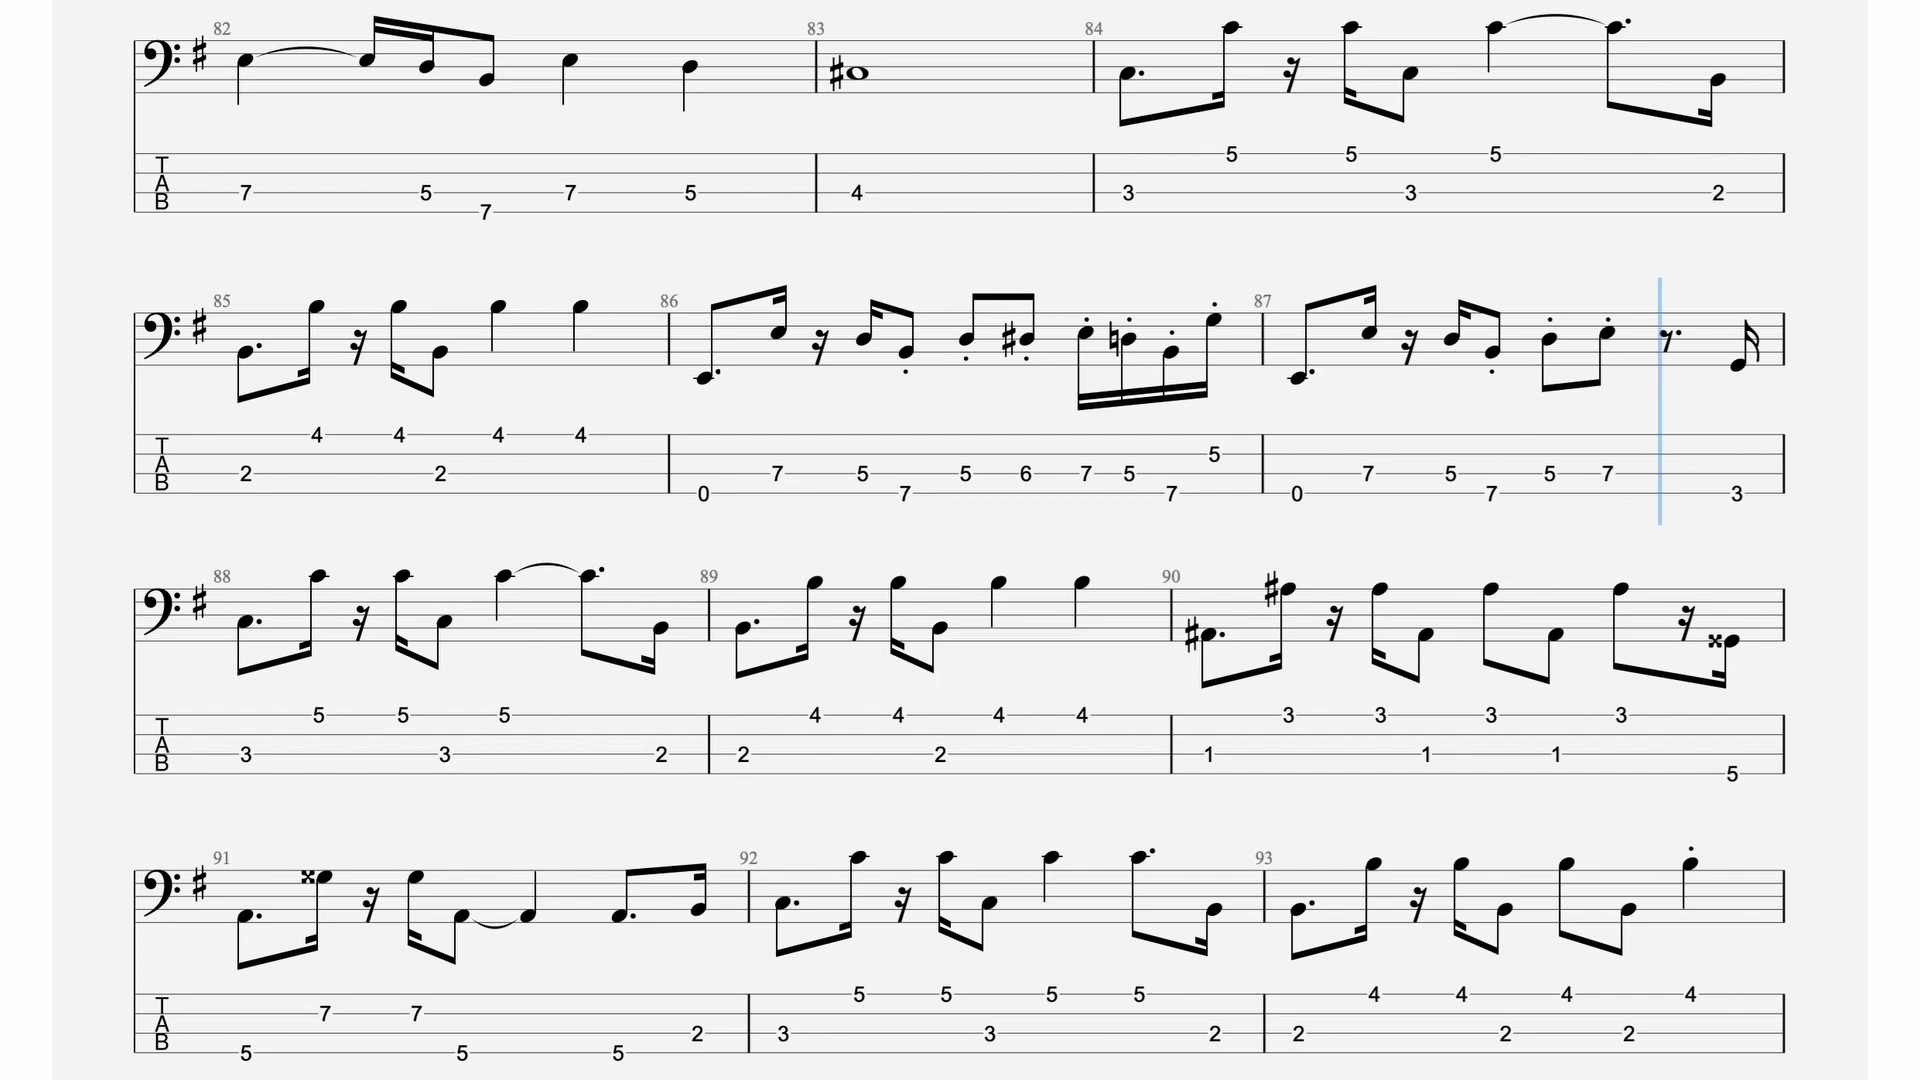 82 83 84
T 5 5 5
A 7 5 7 5 4 3 3 2
B 7
85 86 87
T 4 4 4 4
5
A 2 2 7 5 5 6 7 5 7 5 5 7
B 0 7 7 0 7 3
88 89 90
T 5 5 5 4 4 4 4 3 3 3 3
A 3 3 2 2 2 1 1 1
B 5
91 92 93
T 5 5 5 5 4 4 4 4
7 7
A 2 3 3 2 2 2 2
B 5 5 5